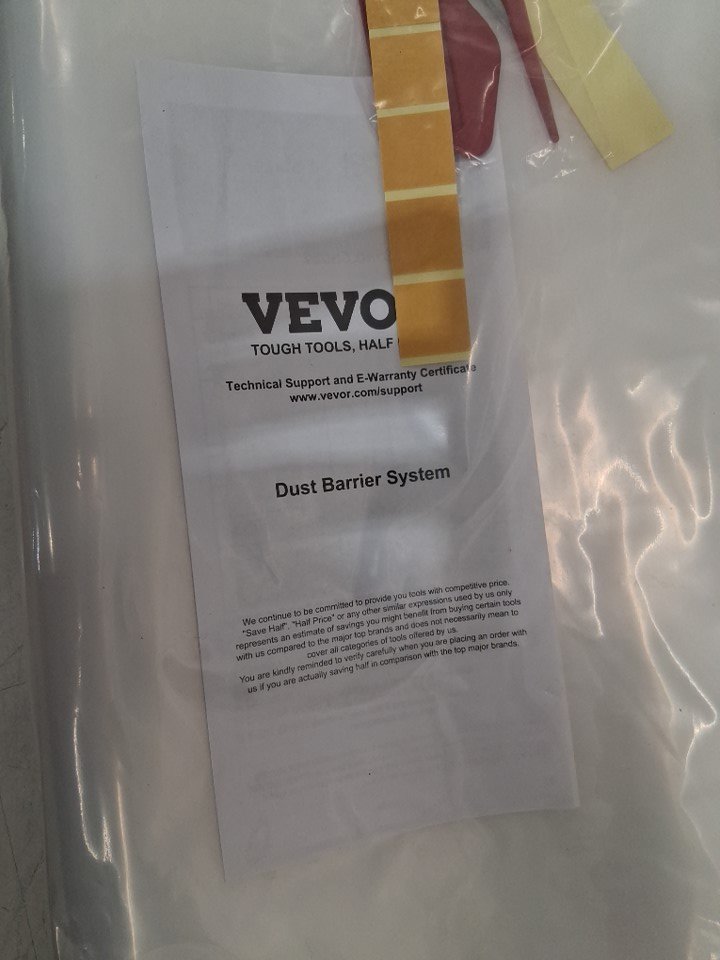 VEVO
TOUGH TOOLS, HALF
Technical Support and E-Warranty Certificate
www.vevor.com/support
Dust Barrier System
We continue to be committed to provide you tools with competitive price.
"Save Half", "Half Price" or any other similar expressions used by us only
represents an estimate of savings you might benefit from buying certain tools
with us compared to the major top brands and does not necessarily mean to
cover all categories of tools offered by us.
You are kindly reminded to verify carefully when you are placing an order with
us if you are actually saving half in comparison with the top major brands.